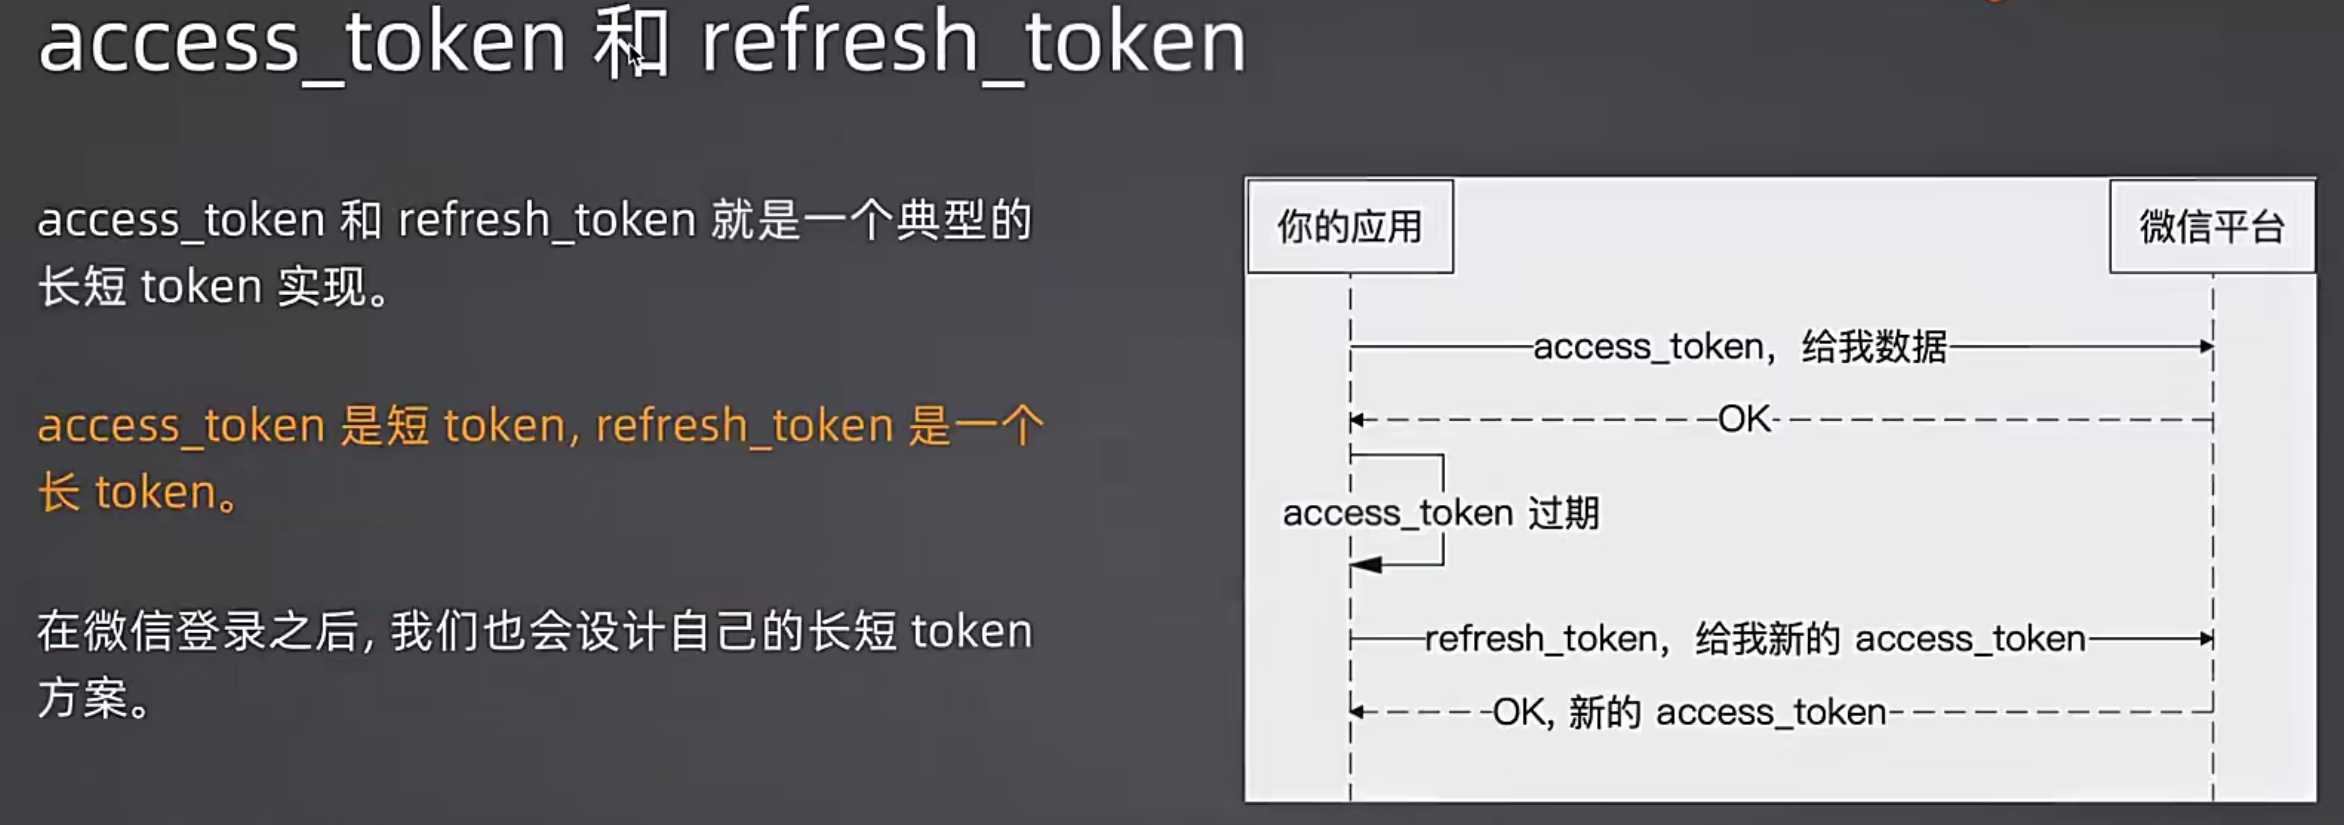 access_token 和 refresh_token
access_token 和 refresh_token 就是一个典型的
长短 token 实现。
access_token 是短 token, refresh_token 是一个
长 token。
在微信登录之后, 我们也会设计自己的长短 token
方案。
你的应用
微信平台
access_token，给我数据
OK
access_token 过期
refresh_token，给我新的 access_token
OK, 新的 access_token